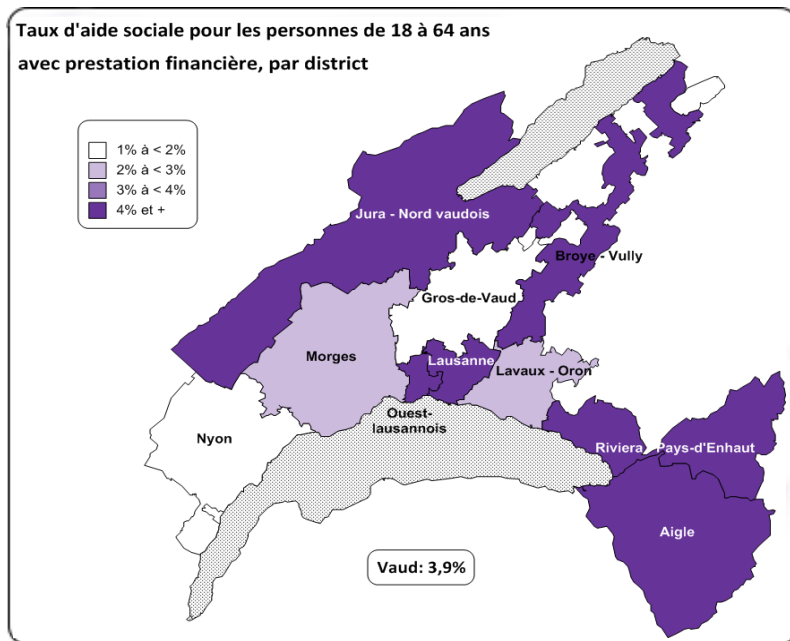 Taux d'aide sociale pour les personnes de 18 à 64 ans
avec prestation financière, par district
1% à < 2%
2% à < 3%
3% à < 4%
4% et +
Jura - Nord vaudois
Broye - Vully
Gros-de-Vaud
Morges
Lausanne
Lavaux - Oron
Ouest-
lausannois
Nyon
Riviera Pays-d'Enhaut
Aigle
Vaud: 3,9%